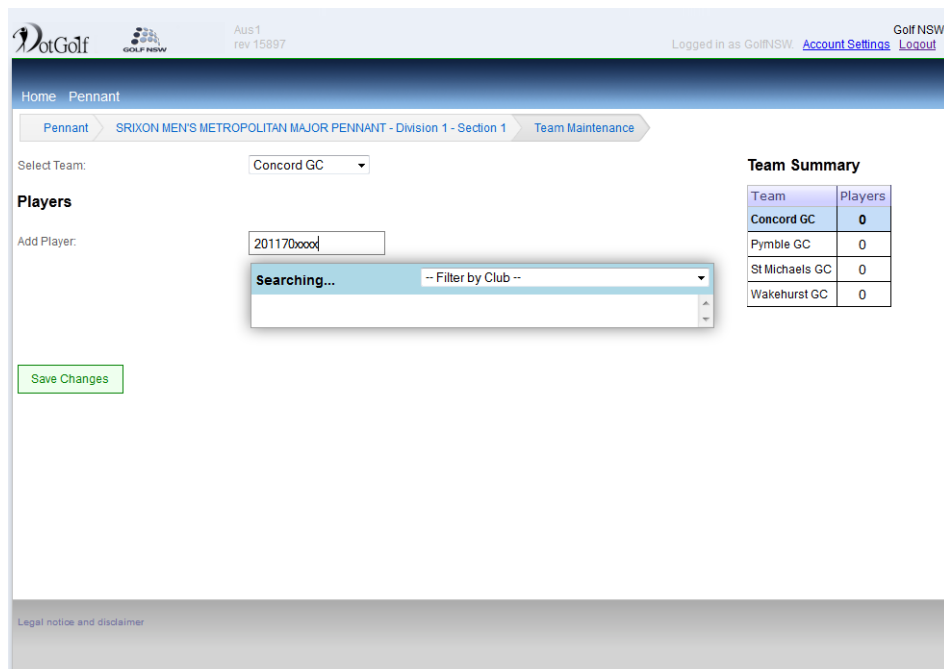 DotGolf
GOLF NSW
Aus1
rev 15897
Golf NSW
Logged in as GolfNSW. Account Settings Logout
Home Pennant
Pennant SRIXON MEN'S METROPOLITAN MAJOR PENNANT - Division 1 - Section 1 Team Maintenance
Select Team: Concord GC
Players
Add Player: 201170xxxx
Searching... -- Filter by Club --
Save Changes
Team Summary
Team Players
Concord GC 0
Pymble GC 0
St Michaels GC 0
Wakehurst GC 0
Legal notice and disclaimer